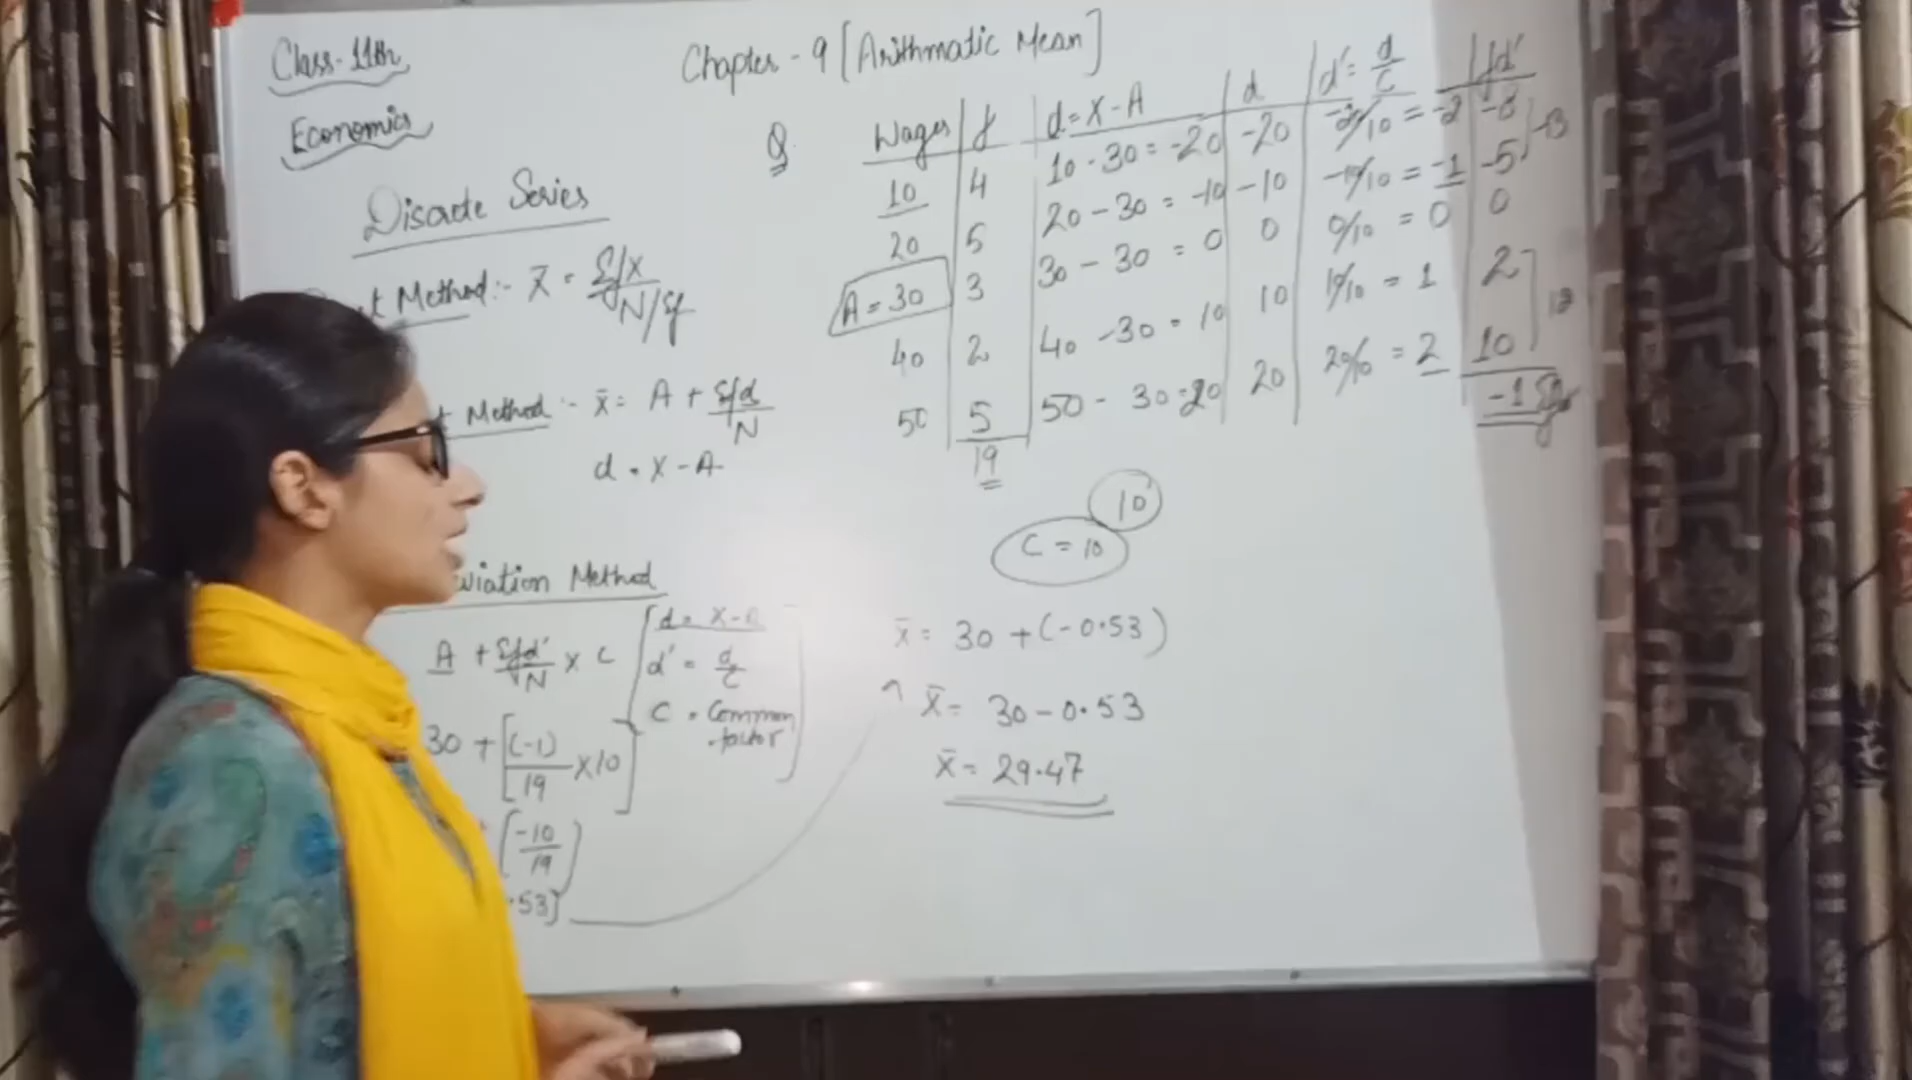 Class-11th
Economics
Chapter - 9 [Arithmatic Mean]
Discrete Series
Method:- X̄ = Σfx
N/Σf
Method :- x̄ = A + Σfd
N
d = X - A
viation Method
A + Σfd' / N x C
d = X-A
d' = d/C
C = Common
factor
30 + [(-1) / 19 x 10]
[-10 / 19]
.53]
Q
Wages | f | d = X - A | d | d' = d/C | fd'
10 | 4 | 10 - 30 = -20 | -20 | -20/10 = -2 | -8
20 | 5 | 20 - 30 = -10 | -10 | -10/10 = -1 | -5
-13
A = 30 | 3 | 30 - 30 = 0 | 0 | 0/10 = 0 | 0
40 | 2 | 40 - 30 = 10 | 10 | 10/10 = 1 | 2
12
50 | 5 | 50 - 30 = 20 | 20 | 20/10 = 2 | 10
19
-1
10
C = 10
x̄ = 30 + (-0.53)
x̄ = 30 - 0.53
x̄ = 29.47